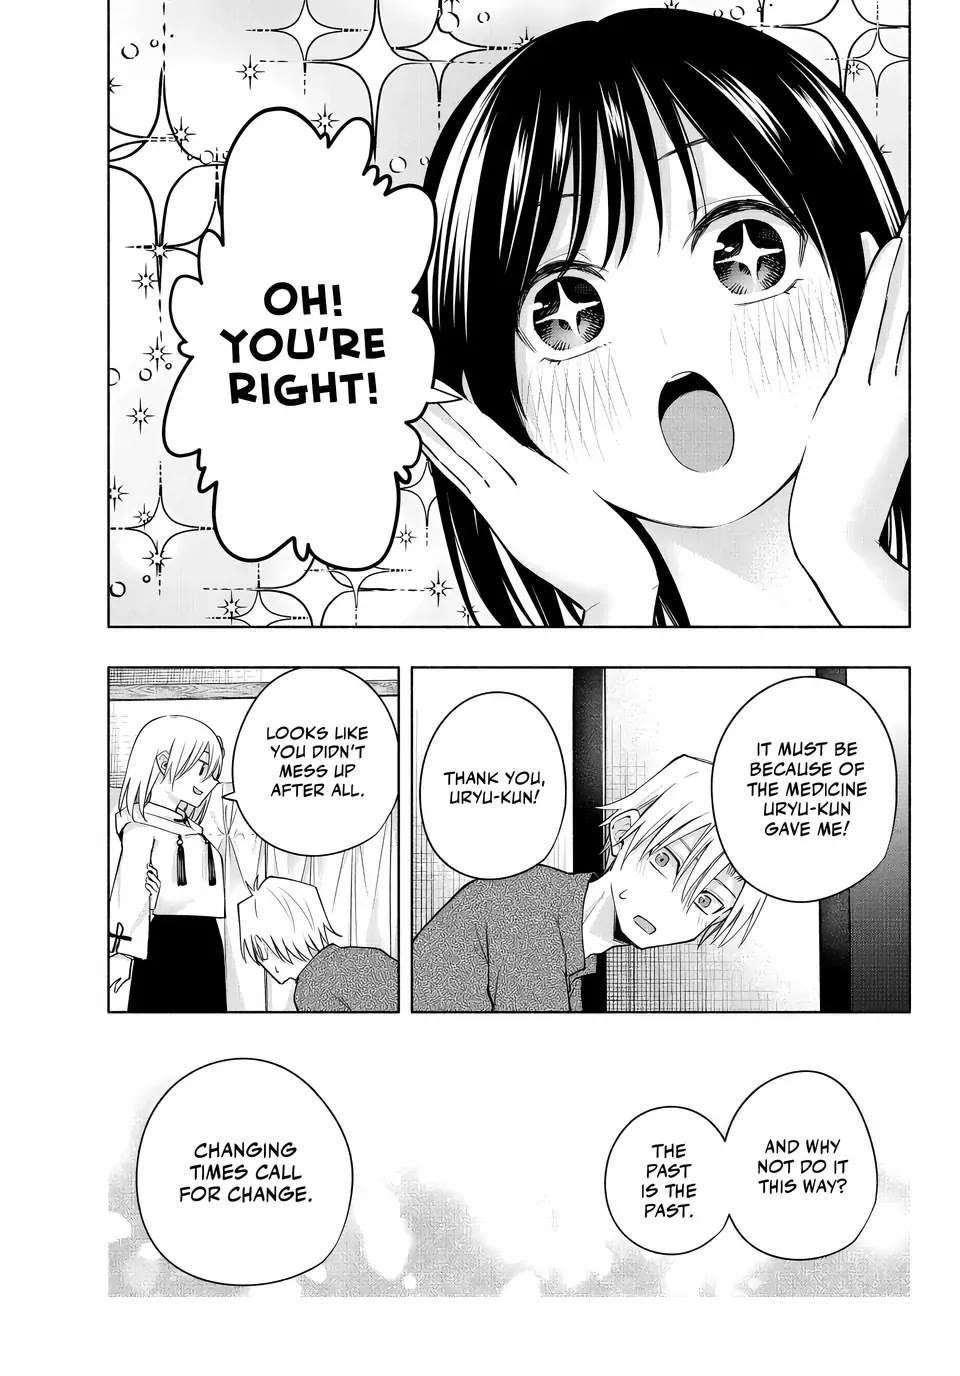 OH!
YOU'RE
RIGHT!
IT MUST BE
BECAUSE OF
THE MEDICINE
URYU-KUN
GAVE ME!
THANK YOU,
URYU-KUN!
LOOKS LIKE
YOU DIDN'T
MESS UP
AFTER ALL.
AND WHY
NOT DO IT
THIS WAY?
THE
PAST
IS THE
PAST.
CHANGING
TIMES CALL
FOR CHANGE.